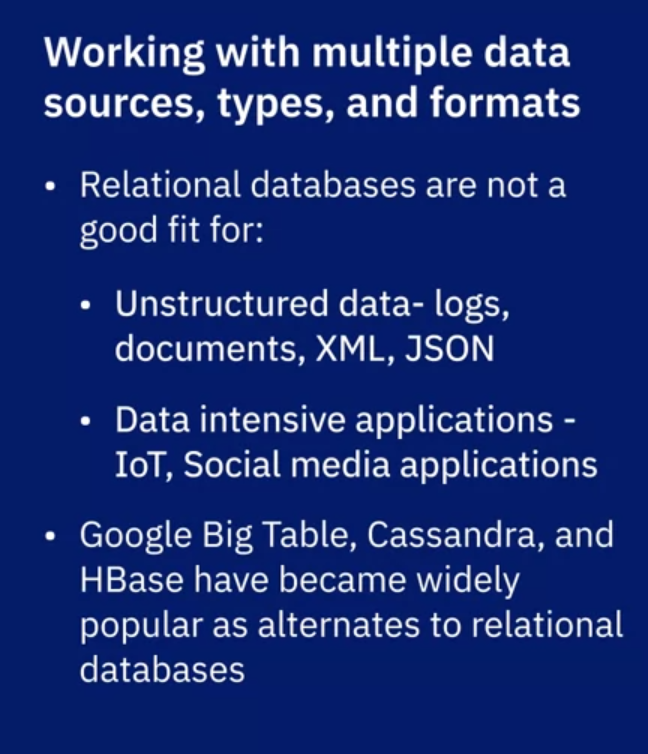 Working with multiple data
sources, types, and formats
• Relational databases are not a
good fit for:
• Unstructured data- logs,
documents, XML, JSON
• Data intensive applications -
IoT, Social media applications
• Google Big Table, Cassandra, and
HBase have became widely
popular as alternates to relational
databases